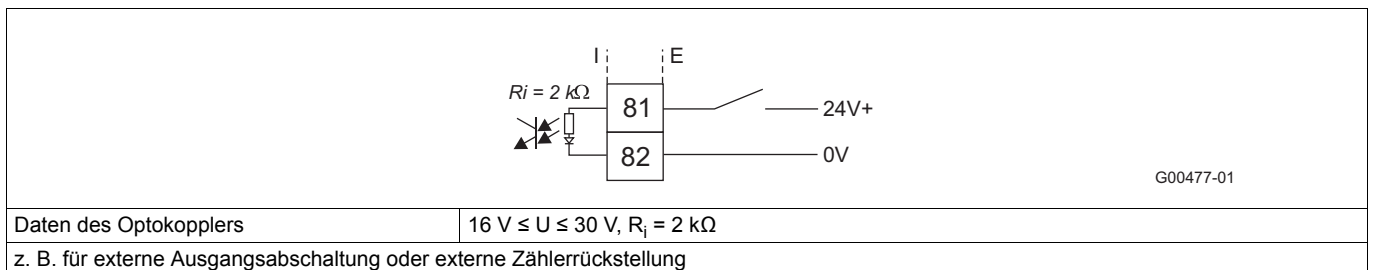 I E
Ri = 2 kΩ
81 24V+
82 0V
G00477-01
Daten des Optokopplers 16 V ≤ U ≤ 30 V, Ri = 2 kΩ
z. B. für externe Ausgangsabschaltung oder externe Zählerrückstellung